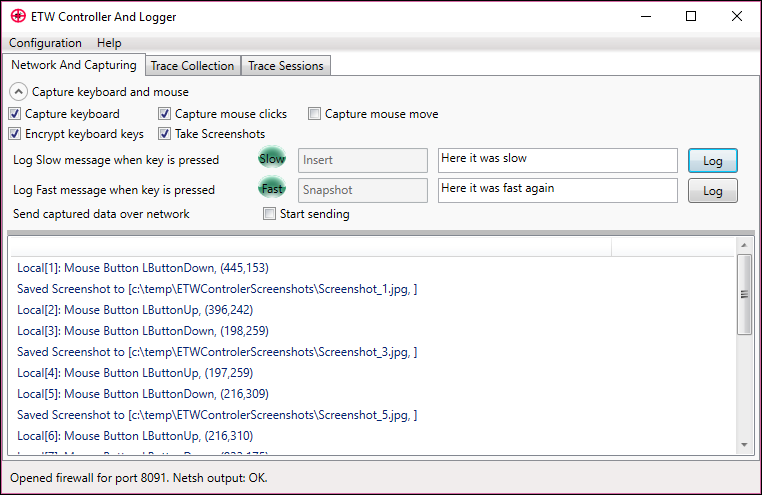 ETW Controller And Logger
Configuration Help
Network And Capturing Trace Collection Trace Sessions
Capture keyboard and mouse
Capture keyboard Capture mouse clicks Capture mouse move
Encrypt keyboard keys Take Screenshots
Log Slow message when key is pressed Slow Insert Here it was slow Log
Log Fast message when key is pressed Fast Snapshot Here it was fast again Log
Send captured data over network Start sending
Local[1]: Mouse Button LButtonDown, (445,153)
Saved Screenshot to [c:\temp\ETWControlerScreenshots\Screenshot_1.jpg, ]
Local[2]: Mouse Button LButtonUp, (396,242)
Local[3]: Mouse Button LButtonDown, (198,259)
Saved Screenshot to [c:\temp\ETWControlerScreenshots\Screenshot_3.jpg, ]
Local[4]: Mouse Button LButtonUp, (197,259)
Local[5]: Mouse Button LButtonDown, (216,309)
Saved Screenshot to [c:\temp\ETWControlerScreenshots\Screenshot_5.jpg, ]
Local[6]: Mouse Button LButtonUp, (216,310)
Local[7]: Mouse Button LButtonDown,
Opened firewall for port 8091. Netsh output: OK.